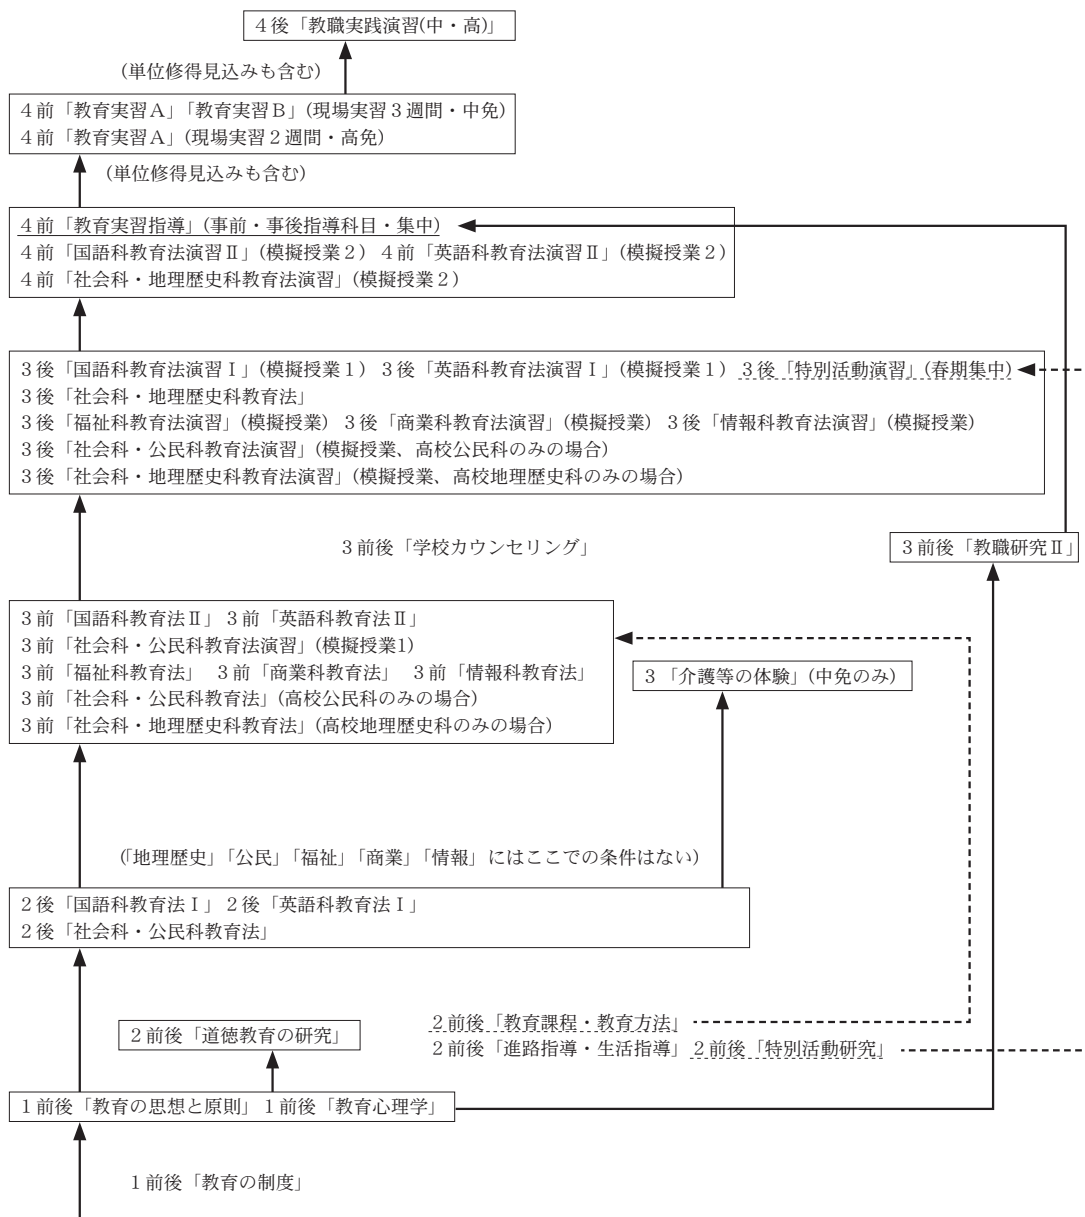 ４後「教職実践演習(中・高)」
(単位修得見込みも含む)
４前「教育実習Ａ」「教育実習Ｂ」(現場実習３週間・中免)
４前「教育実習Ａ」(現場実習２週間・高免)
(単位修得見込みも含む)
４前「教育実習指導」(事前・事後指導科目・集中)
４前「国語科教育法演習Ⅱ」(模擬授業２) ４前「英語科教育法演習Ⅱ」(模擬授業２)
４前「社会科・地理歴史科教育法演習」(模擬授業２)
３後「国語科教育法演習Ⅰ」(模擬授業１) ３後「英語科教育法演習Ⅰ」(模擬授業１) ３後「特別活動演習」(春期集中)
３後「社会科・地理歴史科教育法」
３後「福祉科教育法演習」(模擬授業) ３後「商業科教育法演習」(模擬授業) ３後「情報科教育法演習」(模擬授業)
３後「社会科・公民科教育法演習」(模擬授業、高校公民科のみの場合)
３後「社会科・地理歴史科教育法演習」(模擬授業、高校地理歴史科のみの場合)
３前後「学校カウンセリング」
３前後「教職研究Ⅱ」
３前「国語科教育法Ⅱ」 ３前「英語科教育法Ⅱ」
３前「社会科・公民科教育法演習」(模擬授業1)
３前「福祉科教育法」 ３前「商業科教育法」 ３前「情報科教育法」
３前「社会科・公民科教育法」(高校公民科のみの場合)
３前「社会科・地理歴史科教育法」(高校地理歴史科のみの場合)
３「介護等の体験」(中免のみ)
(「地理歴史」「公民」「福祉」「商業」「情報」にはここでの条件はない)
２後「国語科教育法Ⅰ」 ２後「英語科教育法Ⅰ」
２後「社会科・公民科教育法」
２前後「道徳教育の研究」
２前後「教育課程・教育方法」
２前後「進路指導・生活指導」 ２前後「特別活動研究」
１前後「教育の思想と原則」 １前後「教育心理学」
１前後「教育の制度」